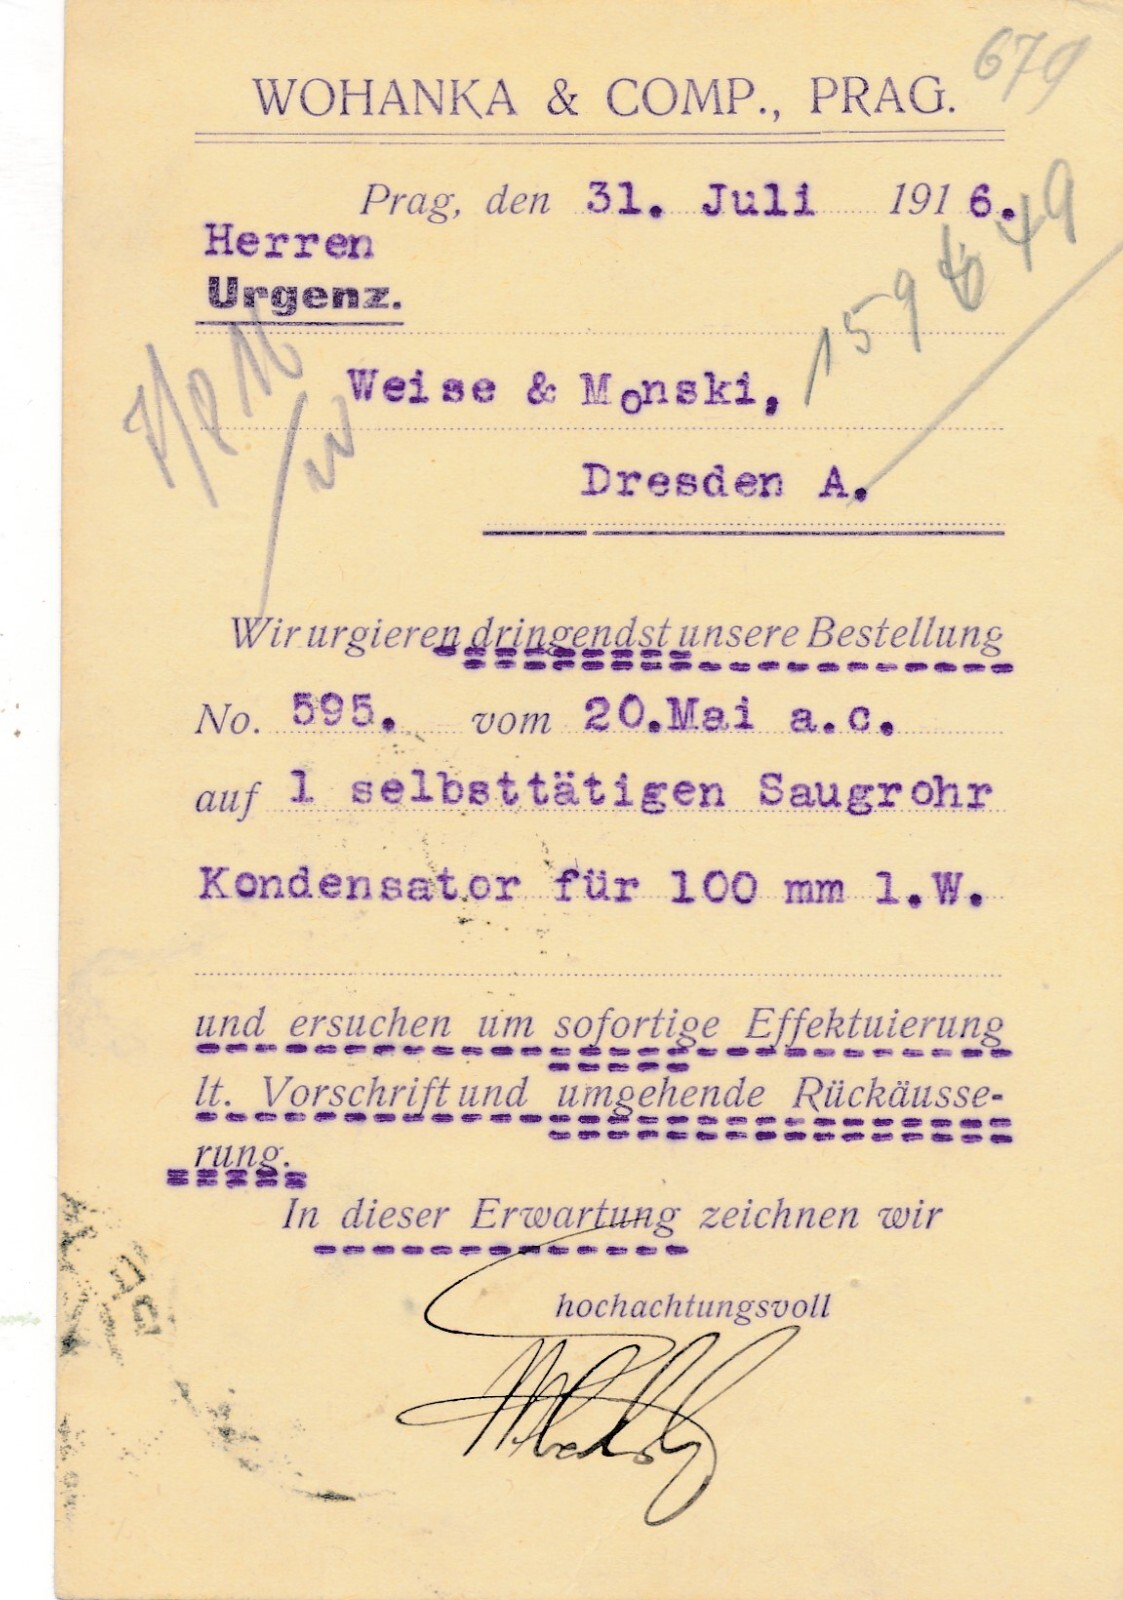 679
WOHANKA & COMP., PRAG.
Prag, den 31. Juli 1916.
Herren
Urgenz.
Weise & Monski,
Dresden A.
Wir urgieren dringendst unsere Bestellung
No. 595. vom 20.Mai a.c.
auf 1 selbsttätigen Saugrohr
Kondensator für 100 mm l.W.
und ersuchen um sofortige Effektuierung
lt. Vorschrift und umgehende Rückäusse-
rung.
In dieser Erwartung zeichnen wir
hochachtungsvoll